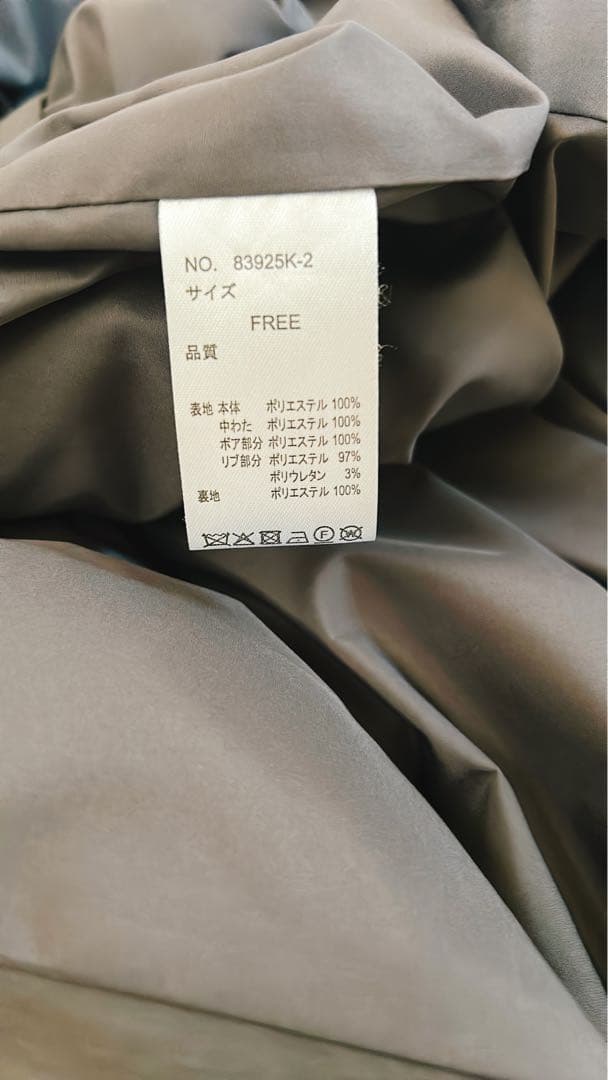 NO. 83925K-2
サイズ
FREE
品質
表地 本体 ポリエステル 100%
中わた ポリエステル 100%
ボア部分 ポリエステル 100%
リブ部分 ポリエステル 97%
ポリウレタン 3%
裏地 ポリエステル 100%
F W